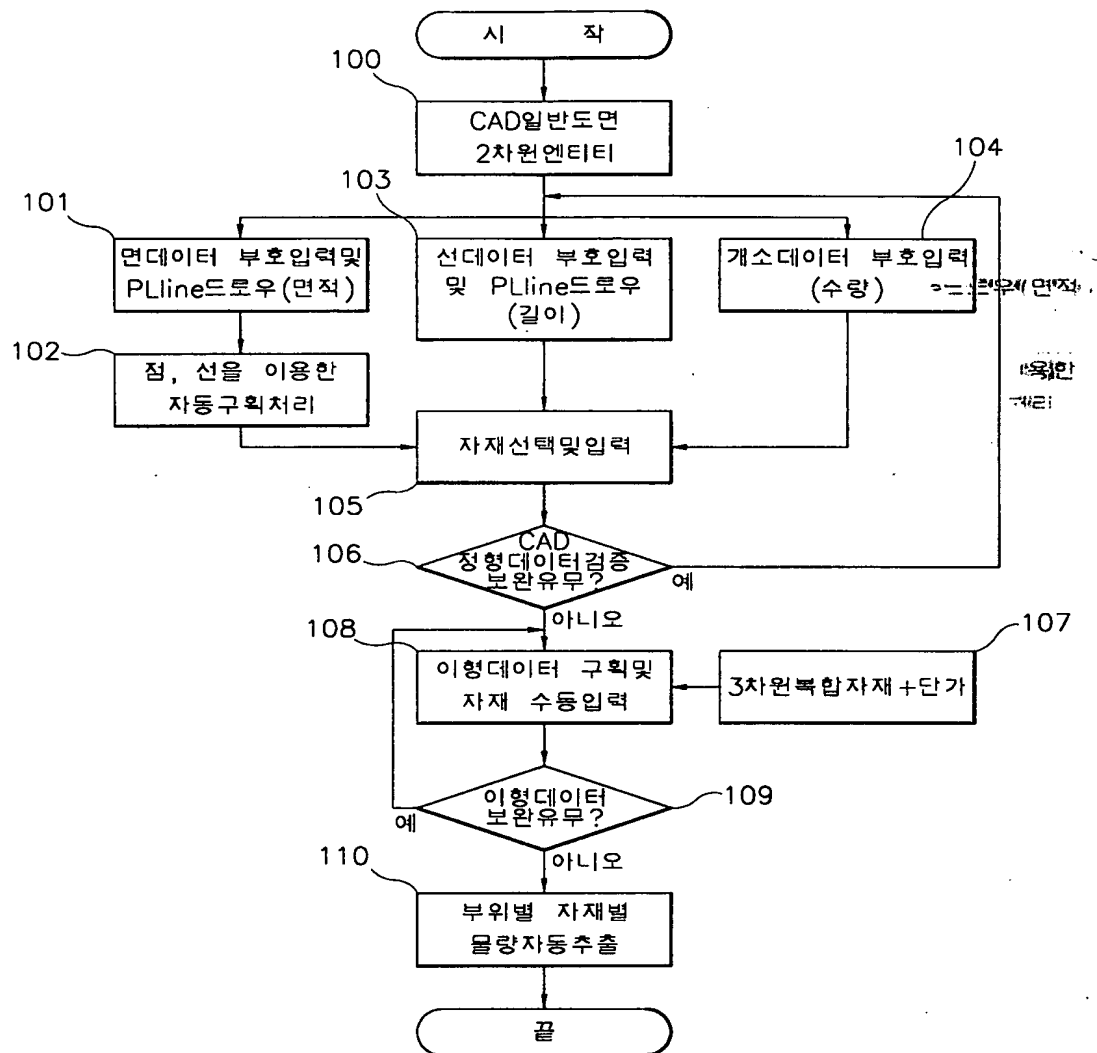 시 작
100
CAD일반도면
2차원엔티티
103
104
101
면데이터 부호입력및
PLline드로우(면적)
선데이터 부호입력
및 PLline드로우
(길이)
개소데이터 부호입력
(수량)
102
점, 선을 이용한
자동구획처리
자재선택및입력
105
106
CAD
정형데이터검증
보완유무?
예
아니오
108
107
이형데이터 구획및
자재 수동입력
3차원복합자재+단가
이형데이터
보완유무?
109
예
아니오
110
부위별 자재별
물량자동추출
끝